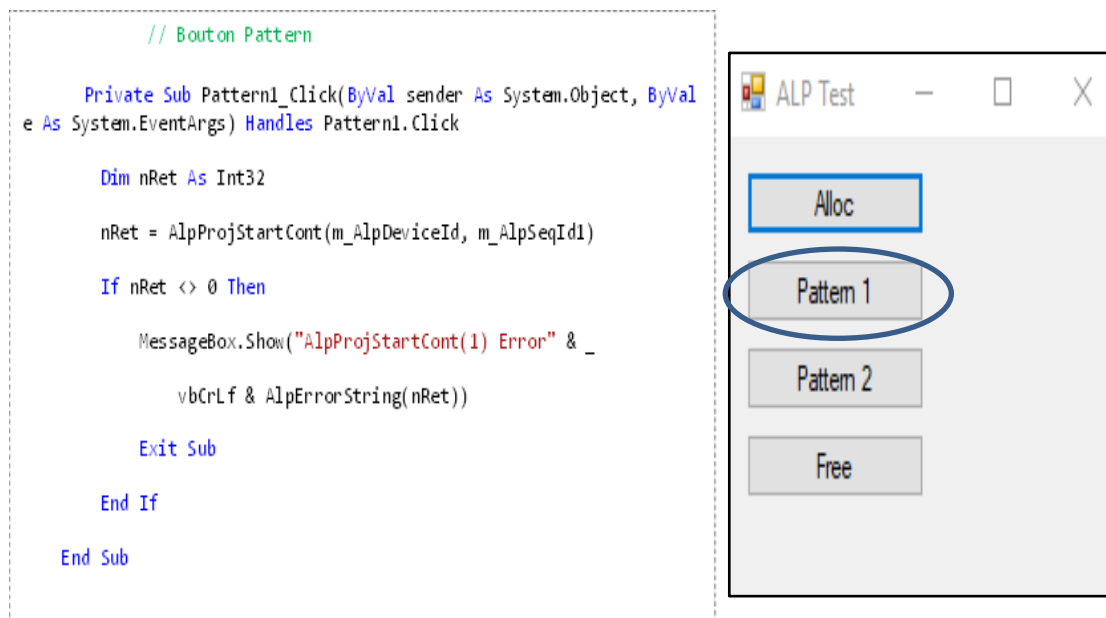 // Bouton Pattern
Private Sub Pattern1_Click(ByVal sender As System.Object, ByVal
e As System.EventArgs) Handles Pattern1.Click
Dim nRet As Int32
nRet = AlpProjStartCont(m_AlpDeviceId, m_AlpSeqId1)
If nRet <> 0 Then
MessageBox.Show("AlpProjStartCont(1) Error" & _
vbCrLf & AlpErrorString(nRet))
Exit Sub
End If
End Sub
ALP Test
Alloc
Pattern 1
Pattern 2
Free